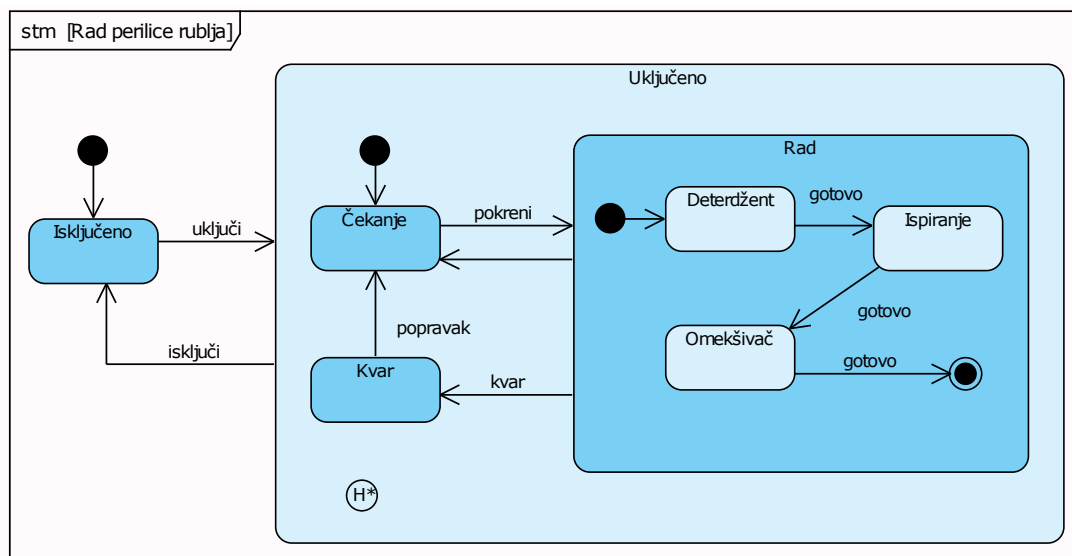 stm [Rad perilice rublja]
Uključeno
Rad
Isključeno
uključi
Čekanje
pokreni
Deterdžent
gotovo
Ispiranje
popravak
gotovo
isključi
Kvar
kvar
Omekšivač
gotovo
H*